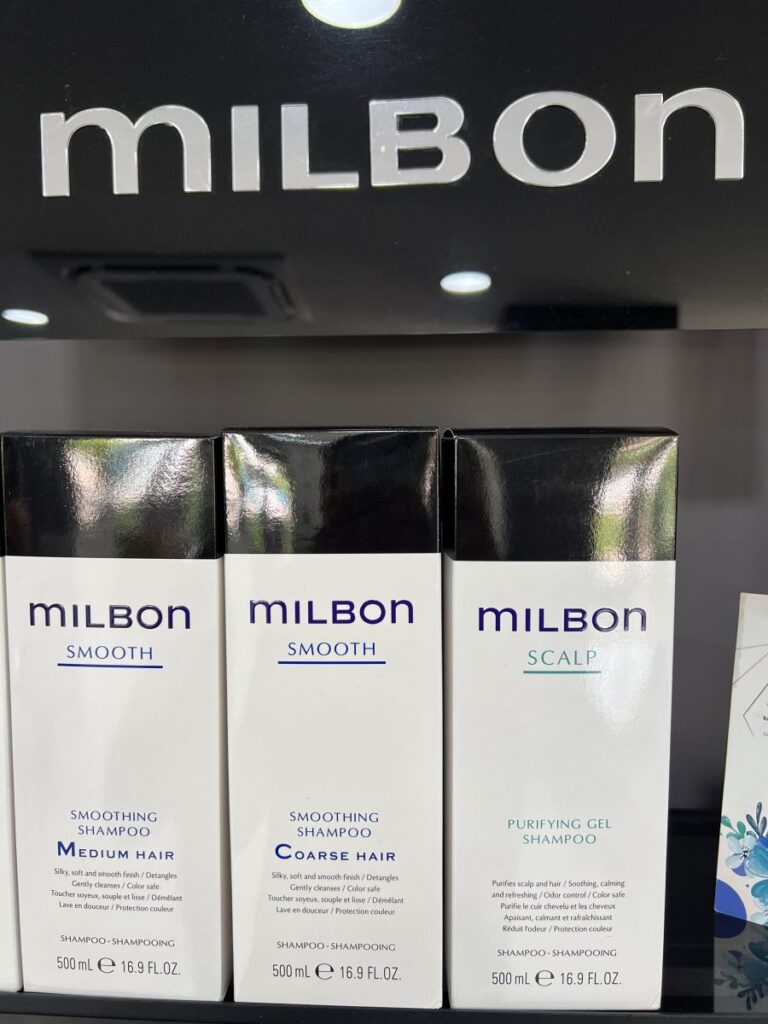 MILBON
MILBON
SMOOTH
SMOOTHING
SHAMPOO
MEDIUM HAIR
Silky, soft and smooth finish / Detangles
Gently cleanses / Color safe
Toucher soyeux, souple et lisse / Démêlant
Lave en douceur / Protection couleur
SHAMPOO - SHAMPOOING
500 mL ℮ 16.9 FL.OZ.
MILBON
SMOOTH
SMOOTHING
SHAMPOO
COARSE HAIR
Silky, soft and smooth finish / Detangles
Gently cleanses / Color safe
Toucher soyeux, souple et lisse / Démêlant
Lave en douceur / Protection couleur
SHAMPOO - SHAMPOOING
500 mL ℮ 16.9 FL.OZ.
MILBON
SCALP
PURIFYING GEL
SHAMPOO
Purifies scalp and hair / Soothing, calming
and refreshing / Odor control / Color safe
Purifie le cuir chevelu et les cheveux
Apaisant, calmant et rafraîchissant
Réduit l'odeur / Protection couleur
SHAMPOO - SHAMPOOING
500 mL ℮ 16.9 FL.OZ.